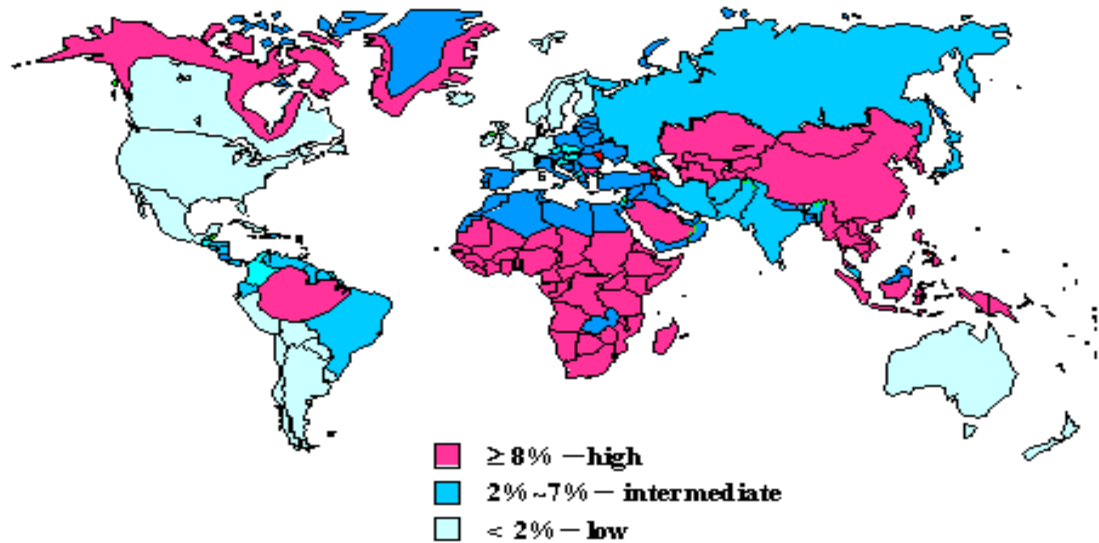 ≥ 8% — high
2% ~ 7% — intermediate
< 2% — low